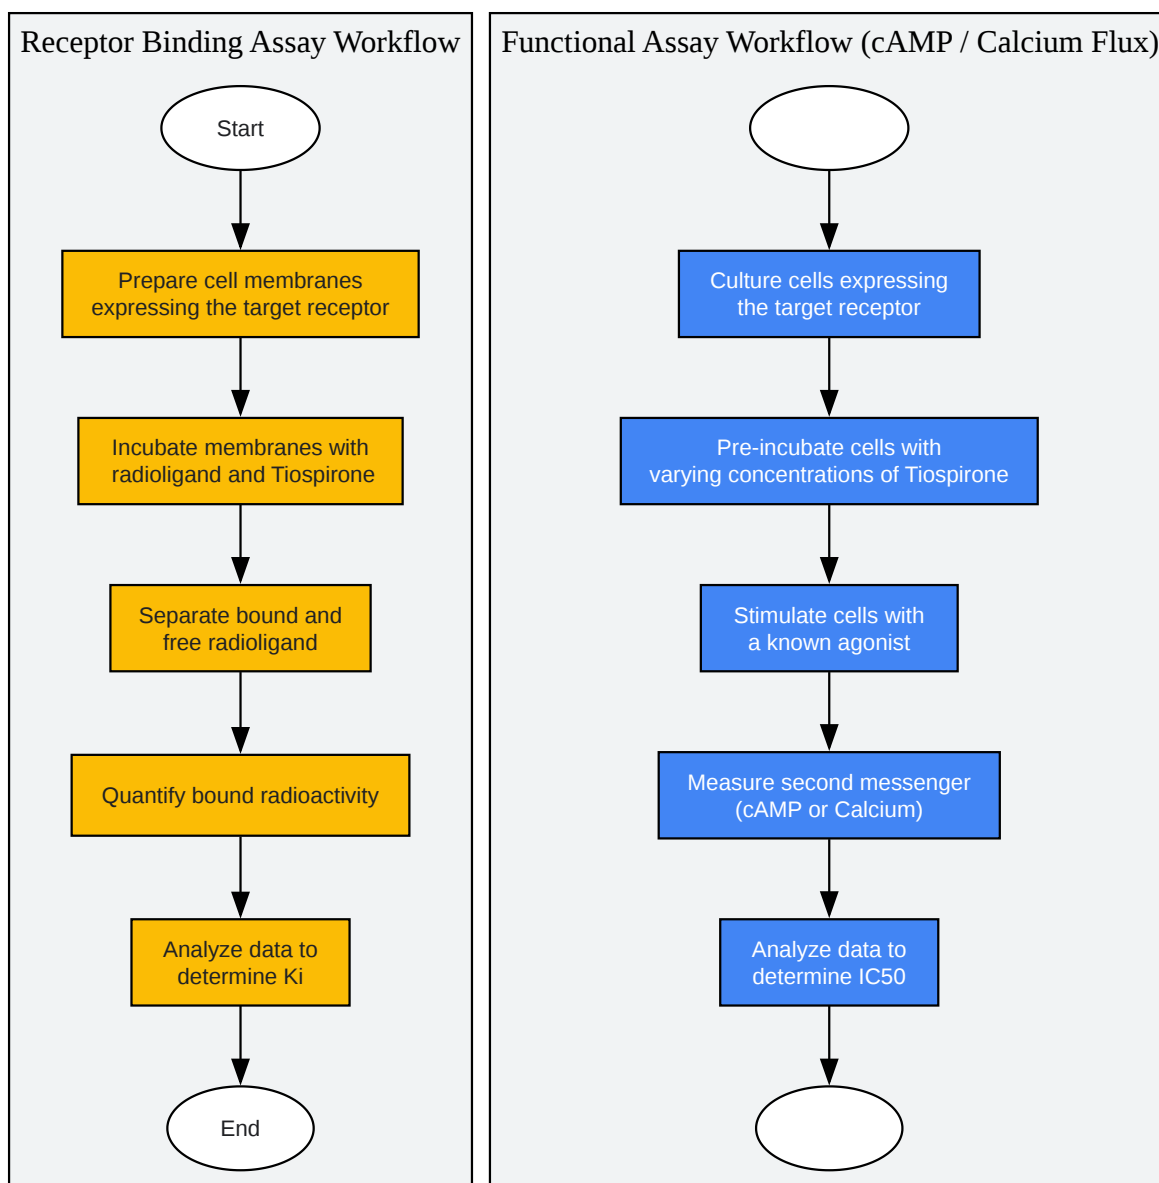 Receptor Binding Assay Workflow
Start
Prepare cell membranes
expressing the target receptor
Incubate membranes with
radioligand and Tiospirone
Separate bound and
free radioligand
Quantify bound radioactivity
Analyze data to
determine Ki
End
Functional Assay Workflow (cAMP / Calcium Flux)
Culture cells expressing
the target receptor
Pre-incubate cells with
varying concentrations of Tiospirone
Stimulate cells with
a known agonist
Measure second messenger
(cAMP or Calcium)
Analyze data to
determine IC50